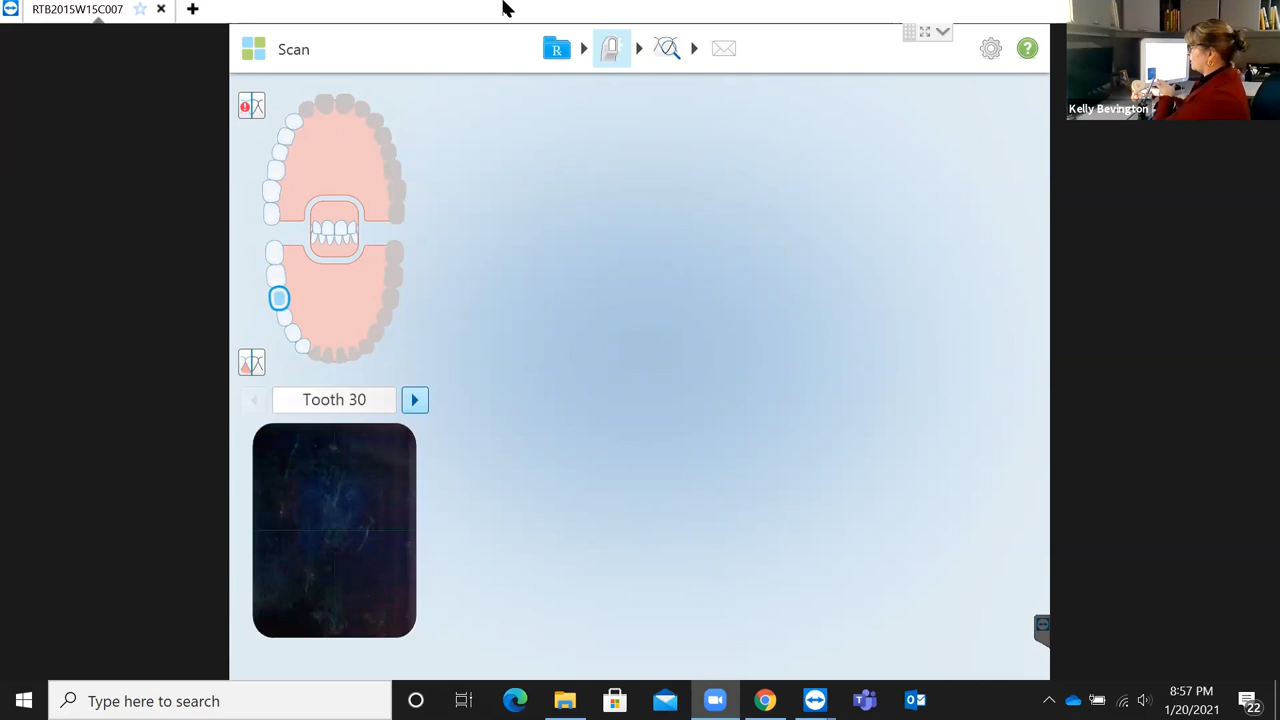 RTB2015W15C007
Scan
R
?
Kelly Bevington
Tooth 30
Type here to search
8:57 PM
1/20/2021
22